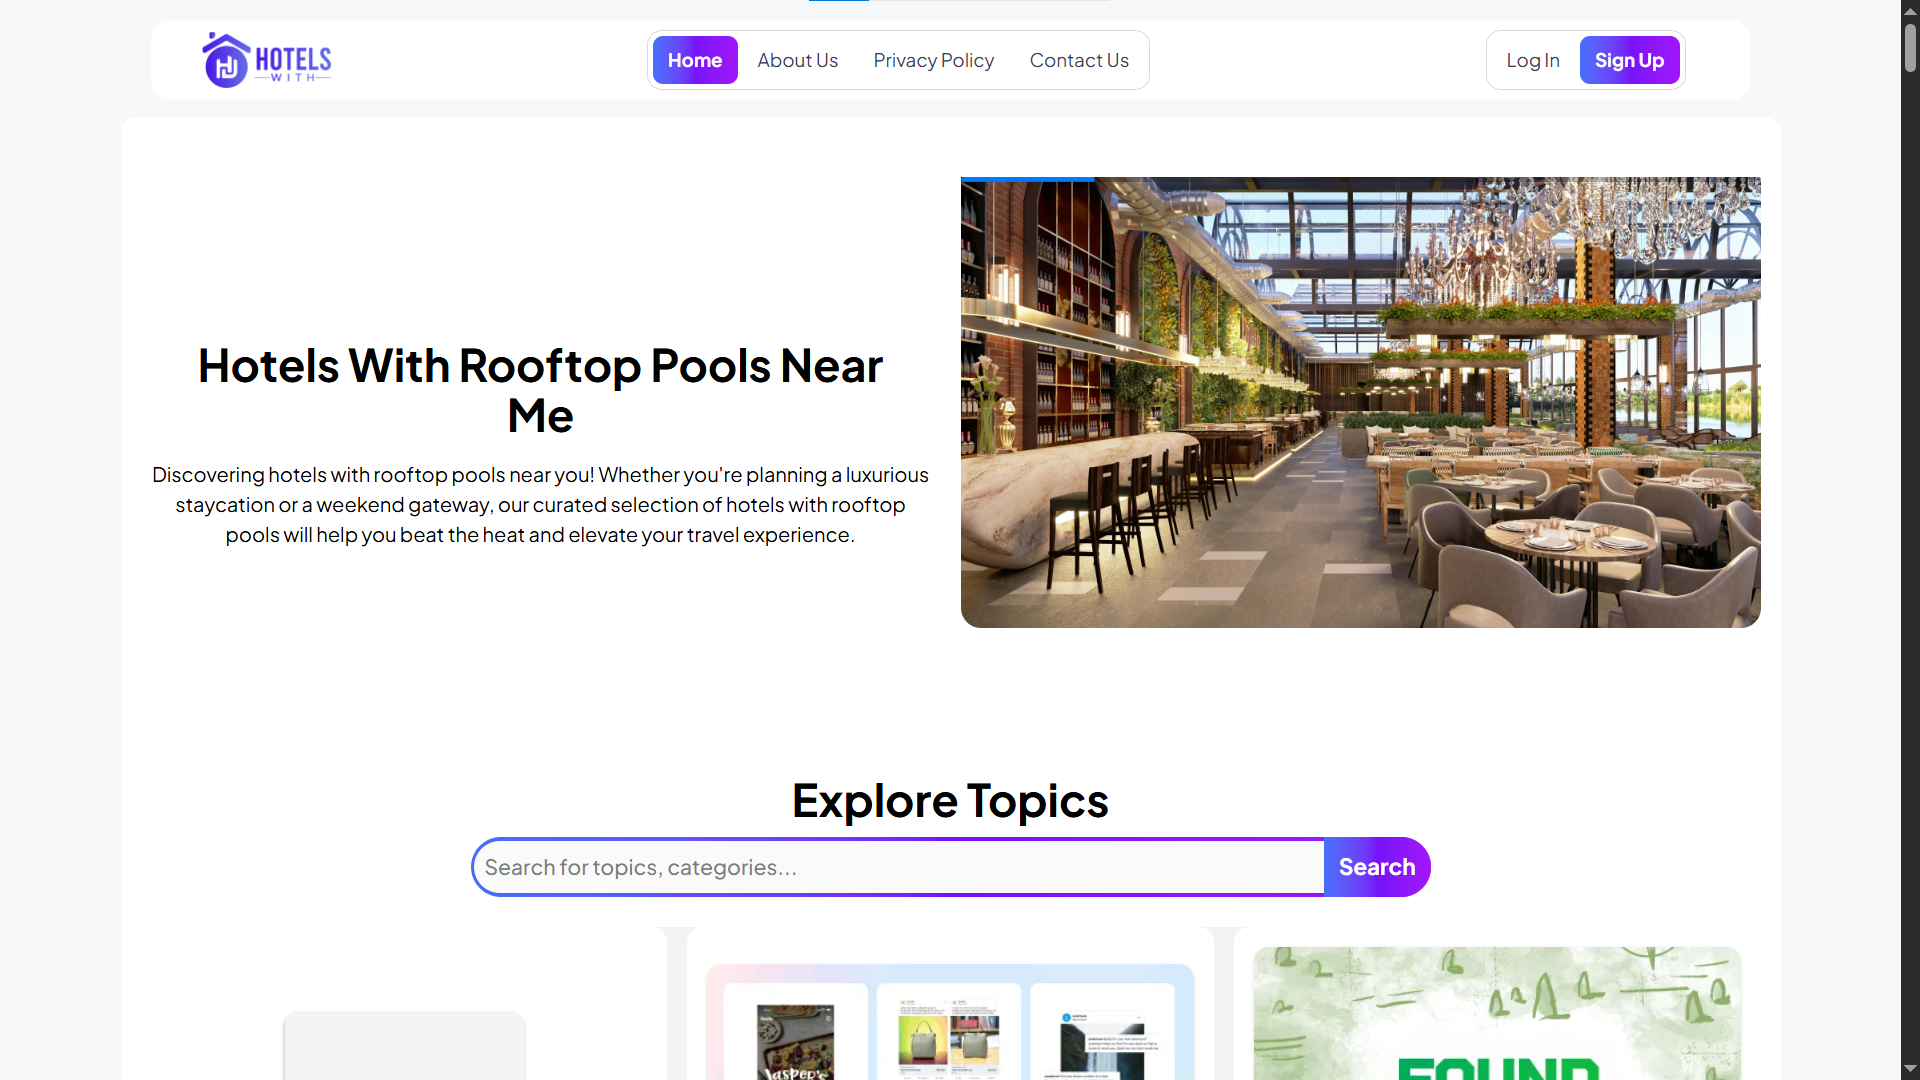 HOTELS
WITH
Home
About Us
Privacy Policy
Contact Us
Log In
Sign Up
Hotels With Rooftop Pools Near
Me
Discovering hotels with rooftop pools near you! Whether you're planning a luxurious
staycation or a weekend gateway, our curated selection of hotels with rooftop
pools will help you beat the heat and elevate your travel experience.
Explore Topics
Search for topics, categories...
Search
Jasper's
FOUND